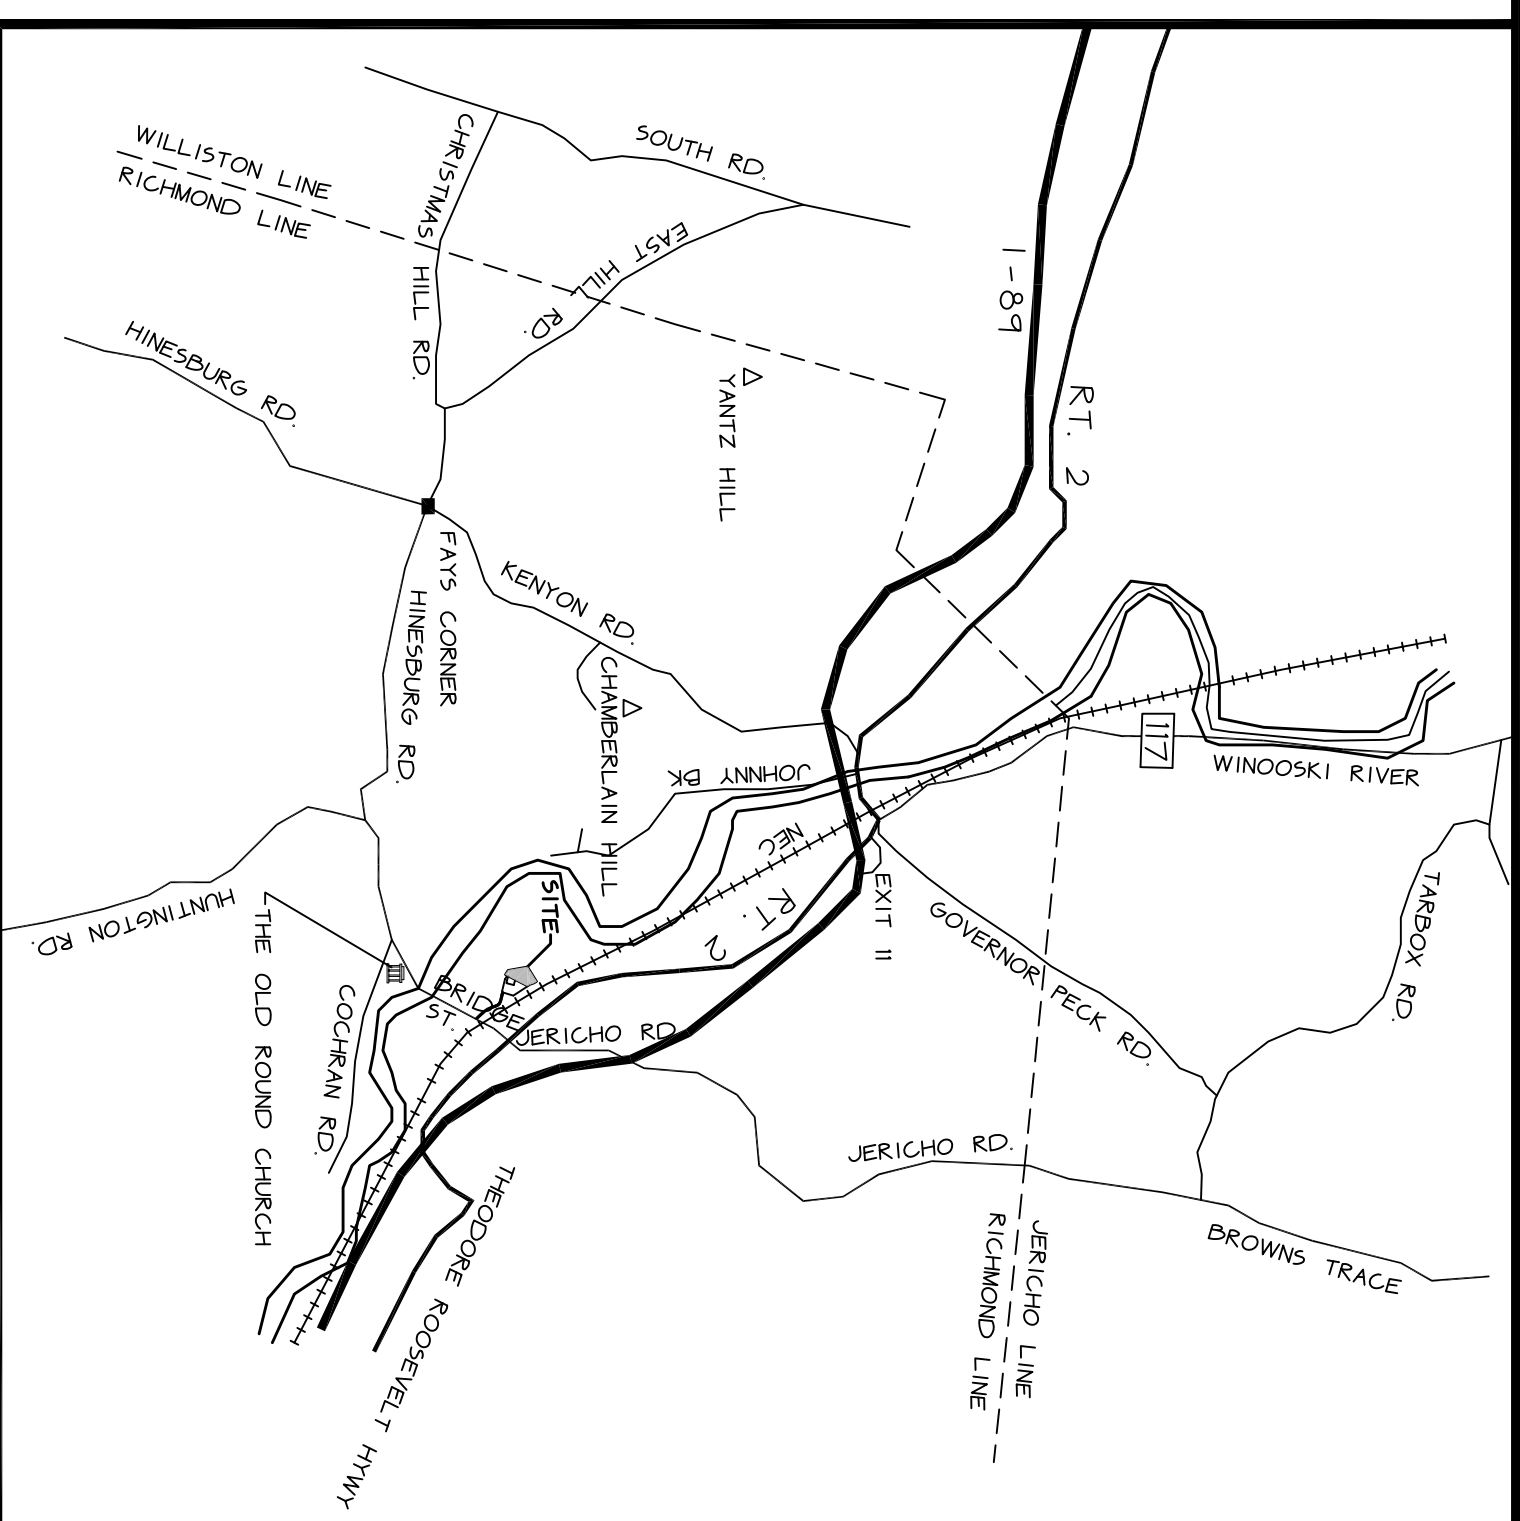 WILLISTON LINE
RICHMOND LINE
CHRISTMAS HILL RD.
SOUTH RD.
EAST HILL RD.
HINESBURG RD.
YANTZ HILL
I-89
RT. 2
FAYS CORNER
HINESBURG RD.
KENYON RD.
CHAMBERLAIN HILL
JOHNNY BK
117
WINOOSKI RIVER
NEC
RT. 2
EXIT 11
GOVERNOR PECK RD.
TARBOX RD.
HUNTINGTON RD.
THE OLD ROUND CHURCH
SITE
BRIDGE ST.
COCHRAN RD.
JERICHO RD.
JERICHO RD.
THEODORE ROOSEVELT HYWY
JERICHO LINE
RICHMOND LINE
BROWNS TRACE